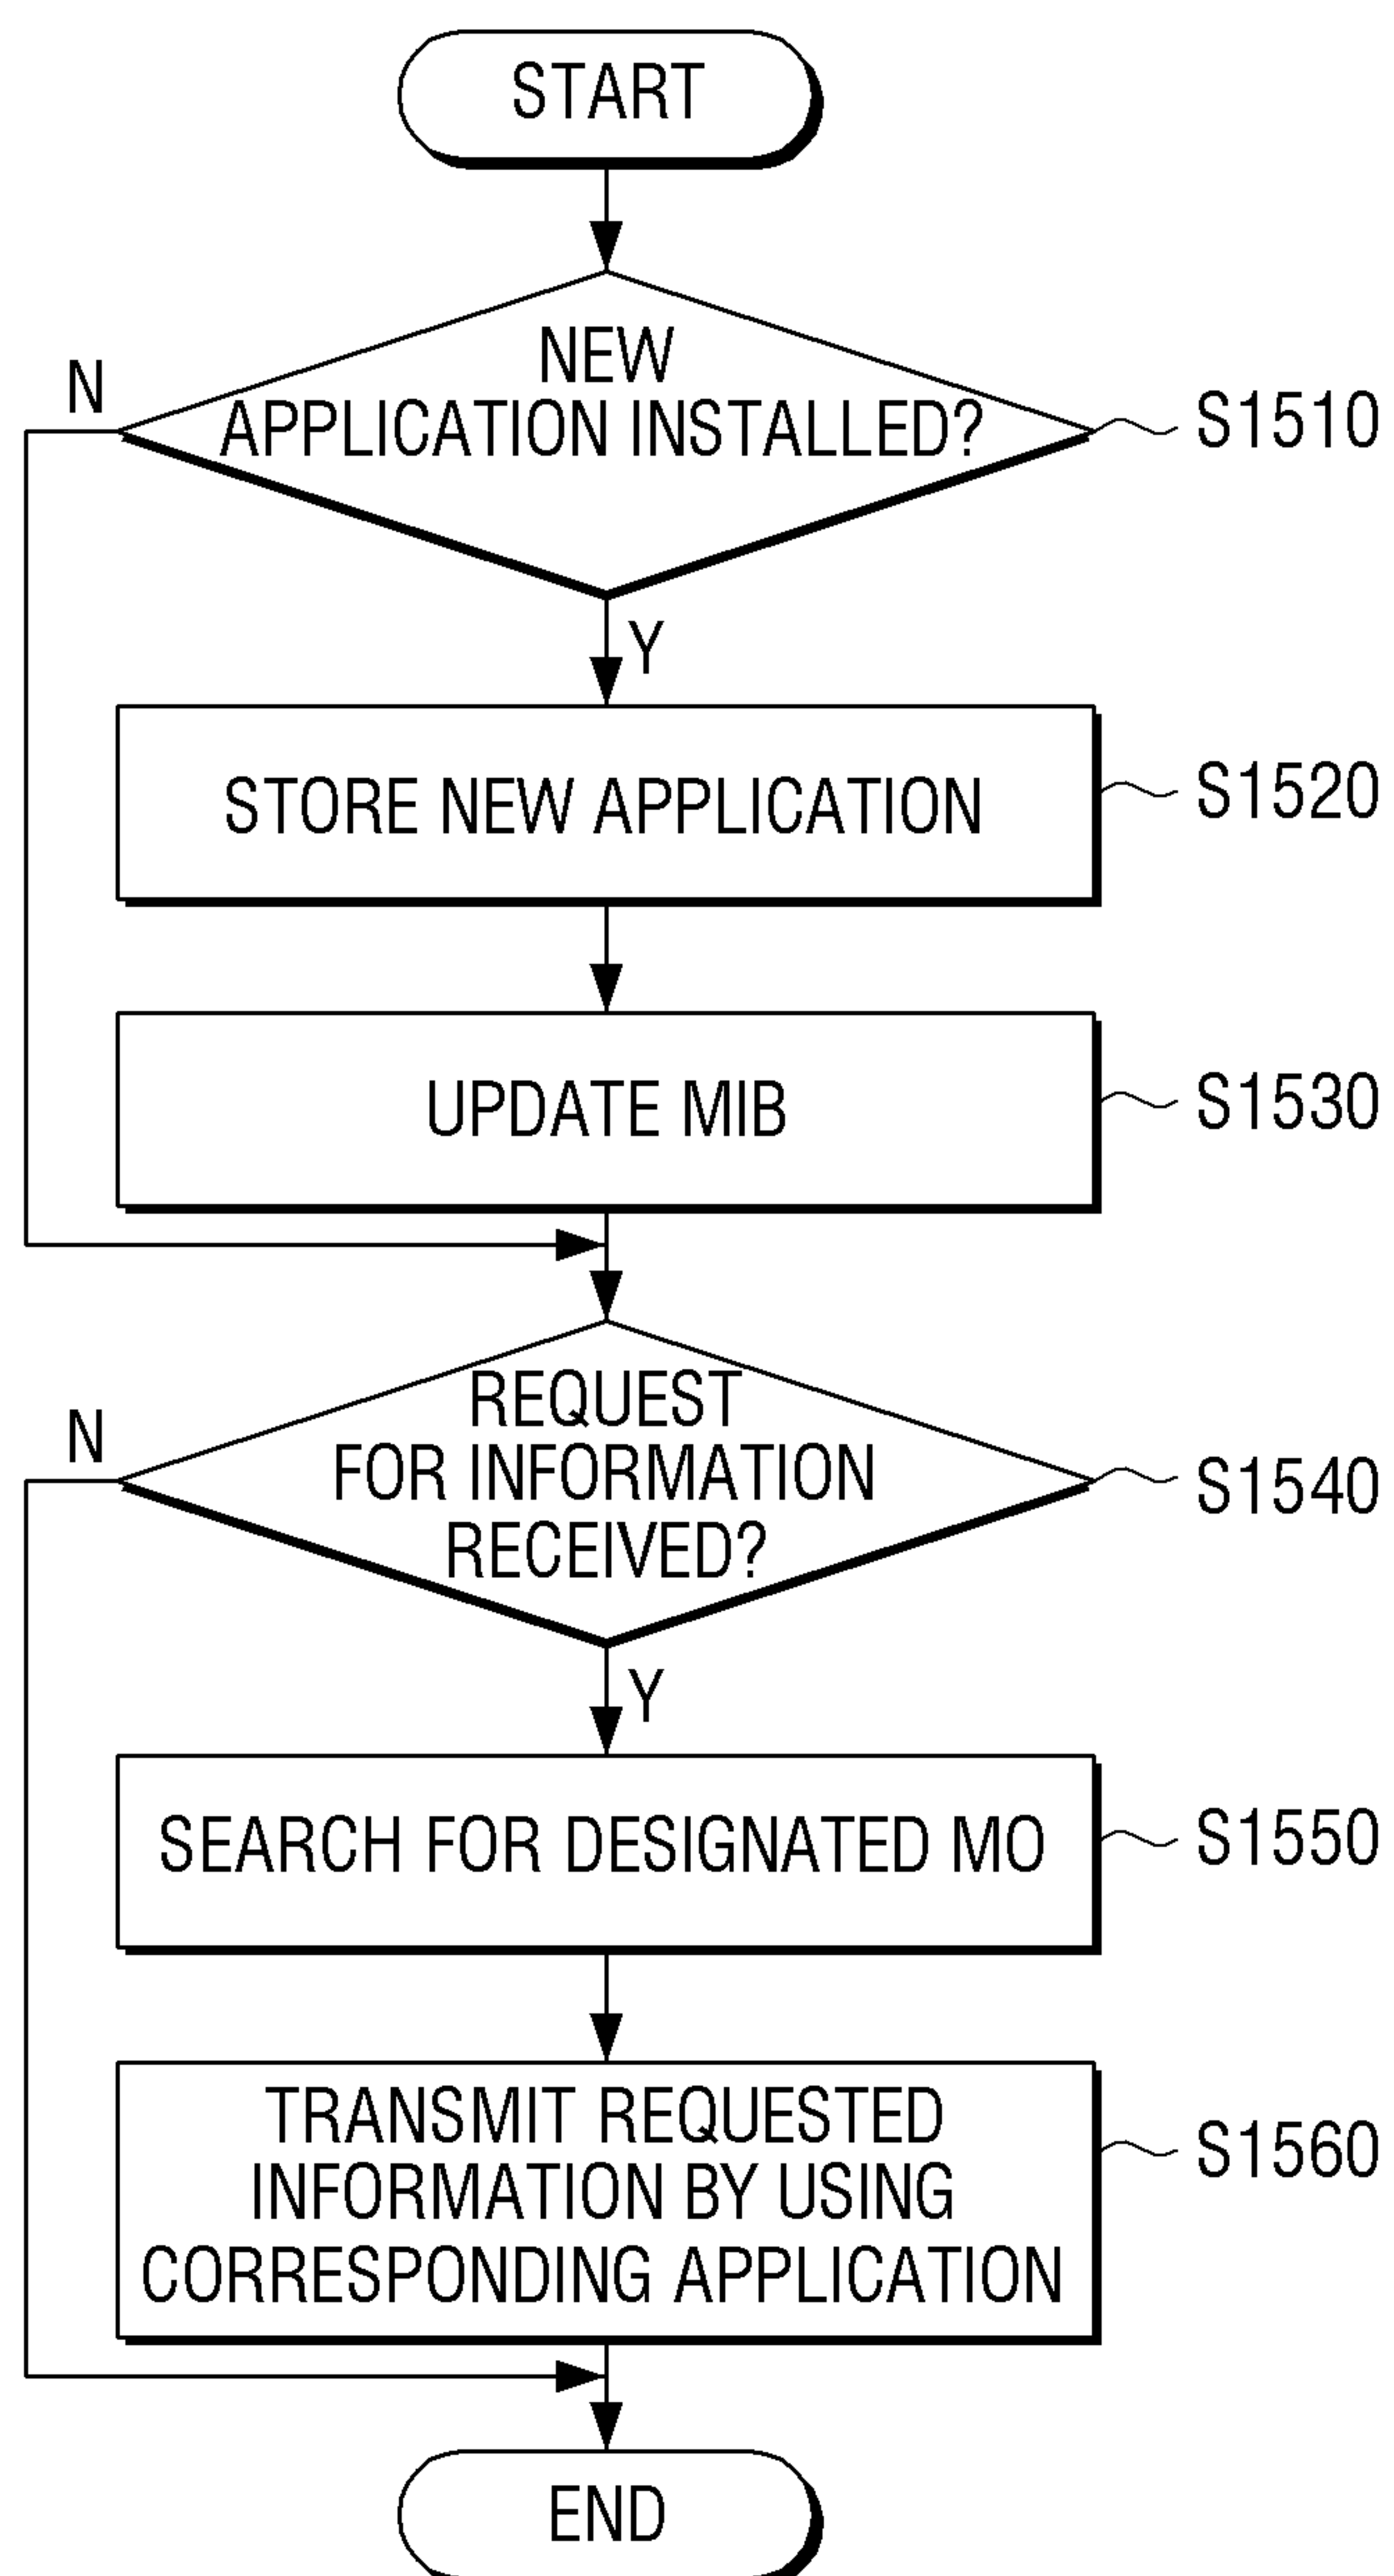 START
NEW
APPLICATION INSTALLED?
N
S1510
Y
STORE NEW APPLICATION
S1520
UPDATE MIB
S1530
REQUEST
FOR INFORMATION
RECEIVED?
N
S1540
Y
SEARCH FOR DESIGNATED MO
S1550
TRANSMIT REQUESTED
INFORMATION BY USING
CORRESPONDING APPLICATION
S1560
END